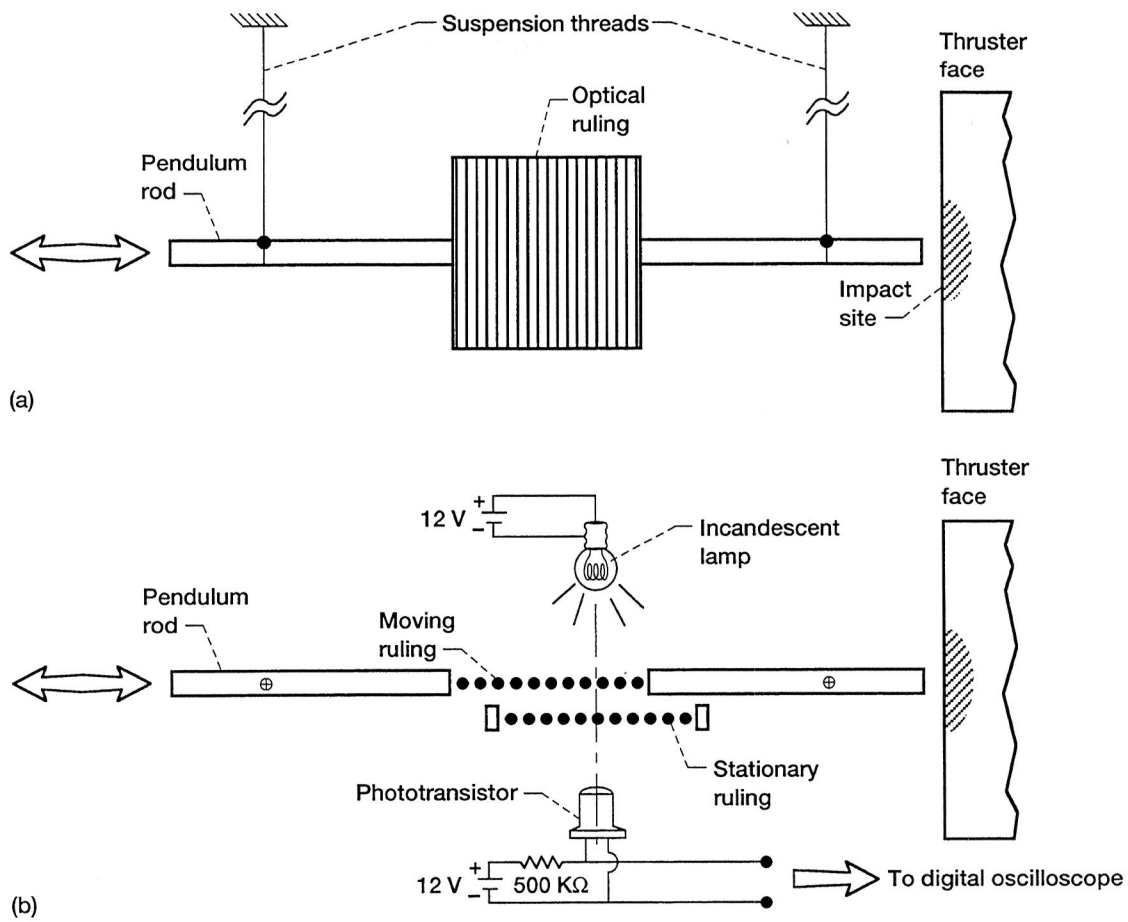 Suspension threads
Thruster
face
Optical
ruling
Pendulum
rod
Impact
site
(a)
Thruster
face
+
12 V
–
Incandescent
lamp
Pendulum
rod
Moving
ruling
Stationary
ruling
Phototransistor
+
12 V
–
500 KΩ
To digital oscilloscope
(b)